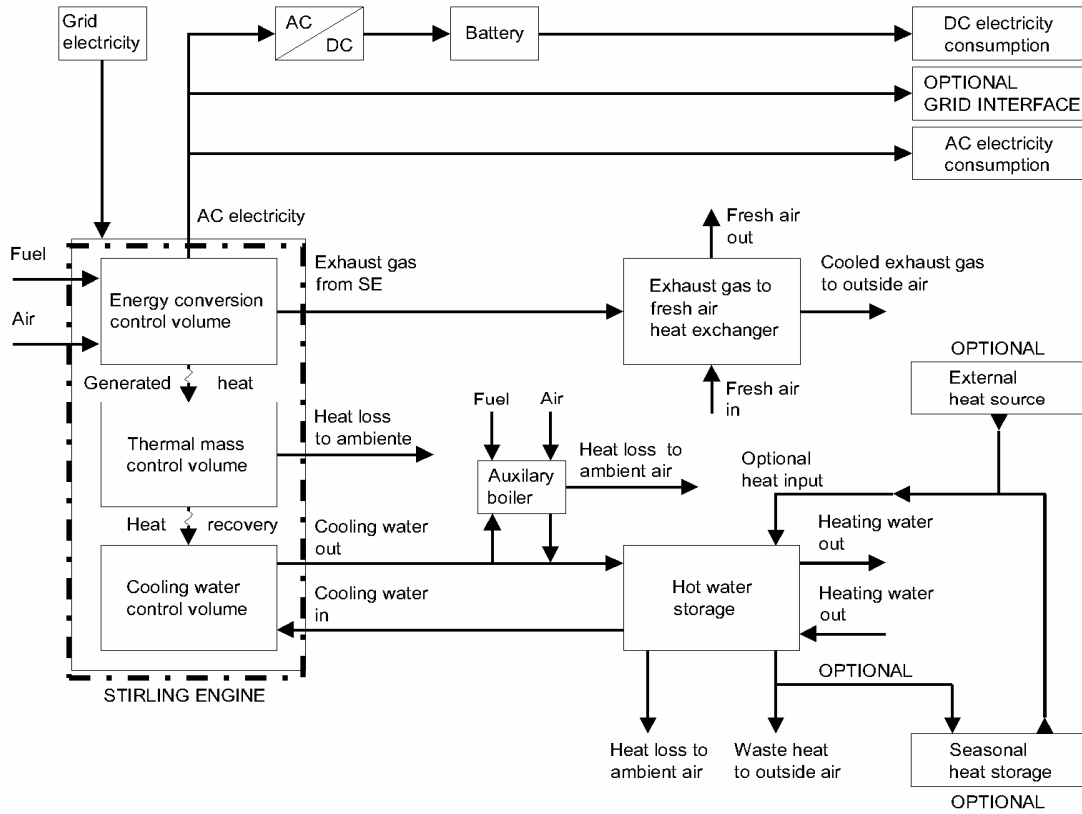 Grid
electricity
AC
DC
Battery
DC electricity
consumption
OPTIONAL
GRID INTERFACE
AC electricity
consumption
AC electricity
Fuel
Air
Energy conversion
control volume
Exhaust gas
from SE
Fresh air
out
Exhaust gas to
fresh air
heat exchanger
Cooled exhaust gas
to outside air
Fresh air
in
OPTIONAL
External
heat source
Generated heat
Thermal mass
control volume
Heat loss
to ambiente
Fuel
Air
Auxilary
boiler
Heat loss to
ambient air
Optional
heat input
Heat recovery
Cooling water
control volume
Cooling water
out
Cooling water
in
Hot water
storage
Heating water
out
Heating water
out
STIRLING ENGINE
OPTIONAL
Heat loss to
ambient air
Waste heat
to outside air
Seasonal
heat storage
OPTIONAL